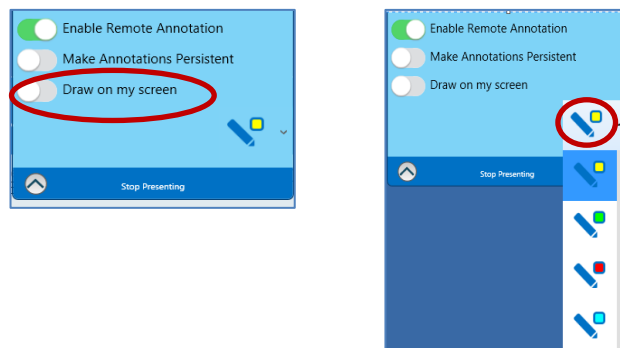 Enable Remote Annotation
Make Annotations Persistent
Draw on my screen
Stop Presenting
Enable Remote Annotation
Make Annotations Persistent
Draw on my screen
Stop Presenting